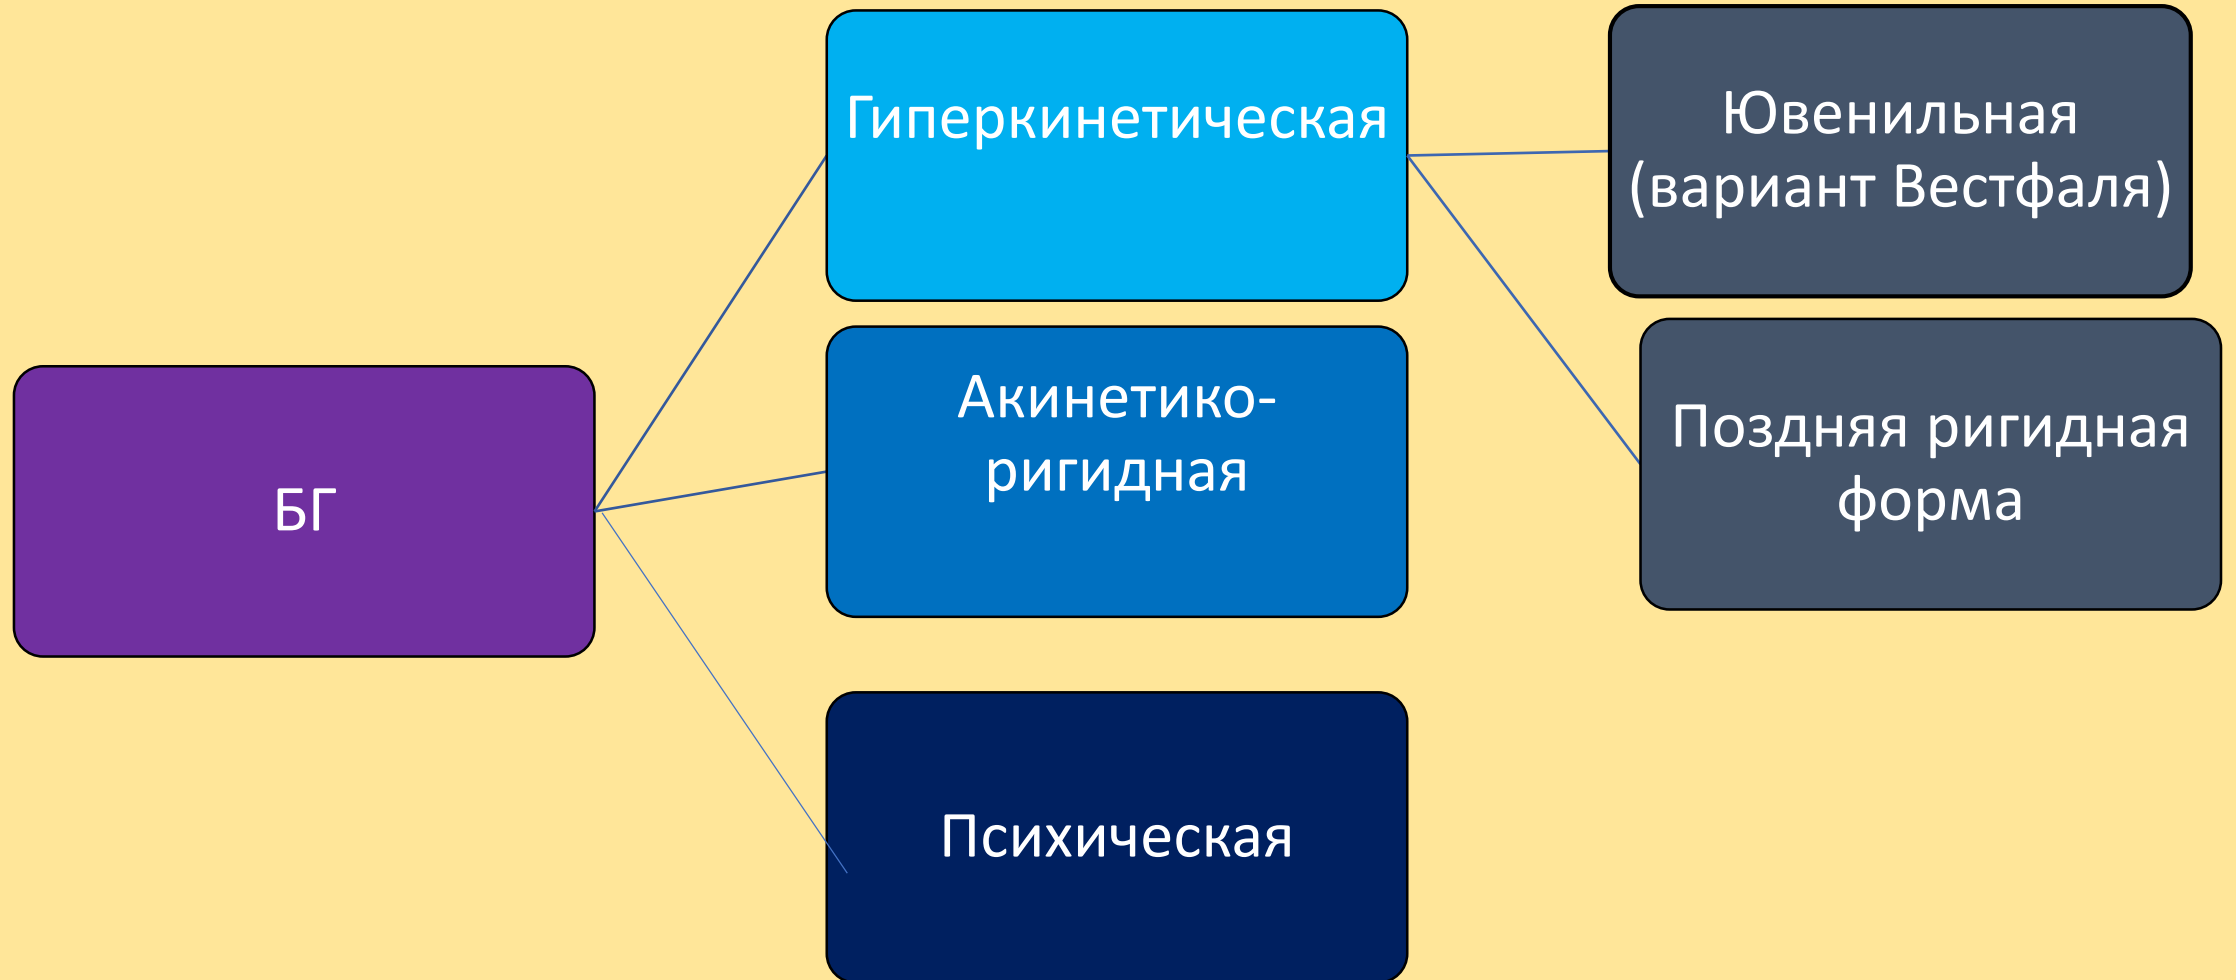 БГ
Гиперкинетическая
Акинетико-
ригидная
Психическая
Ювенильная
(вариант Вестфаля)
Поздняя ригидная
форма